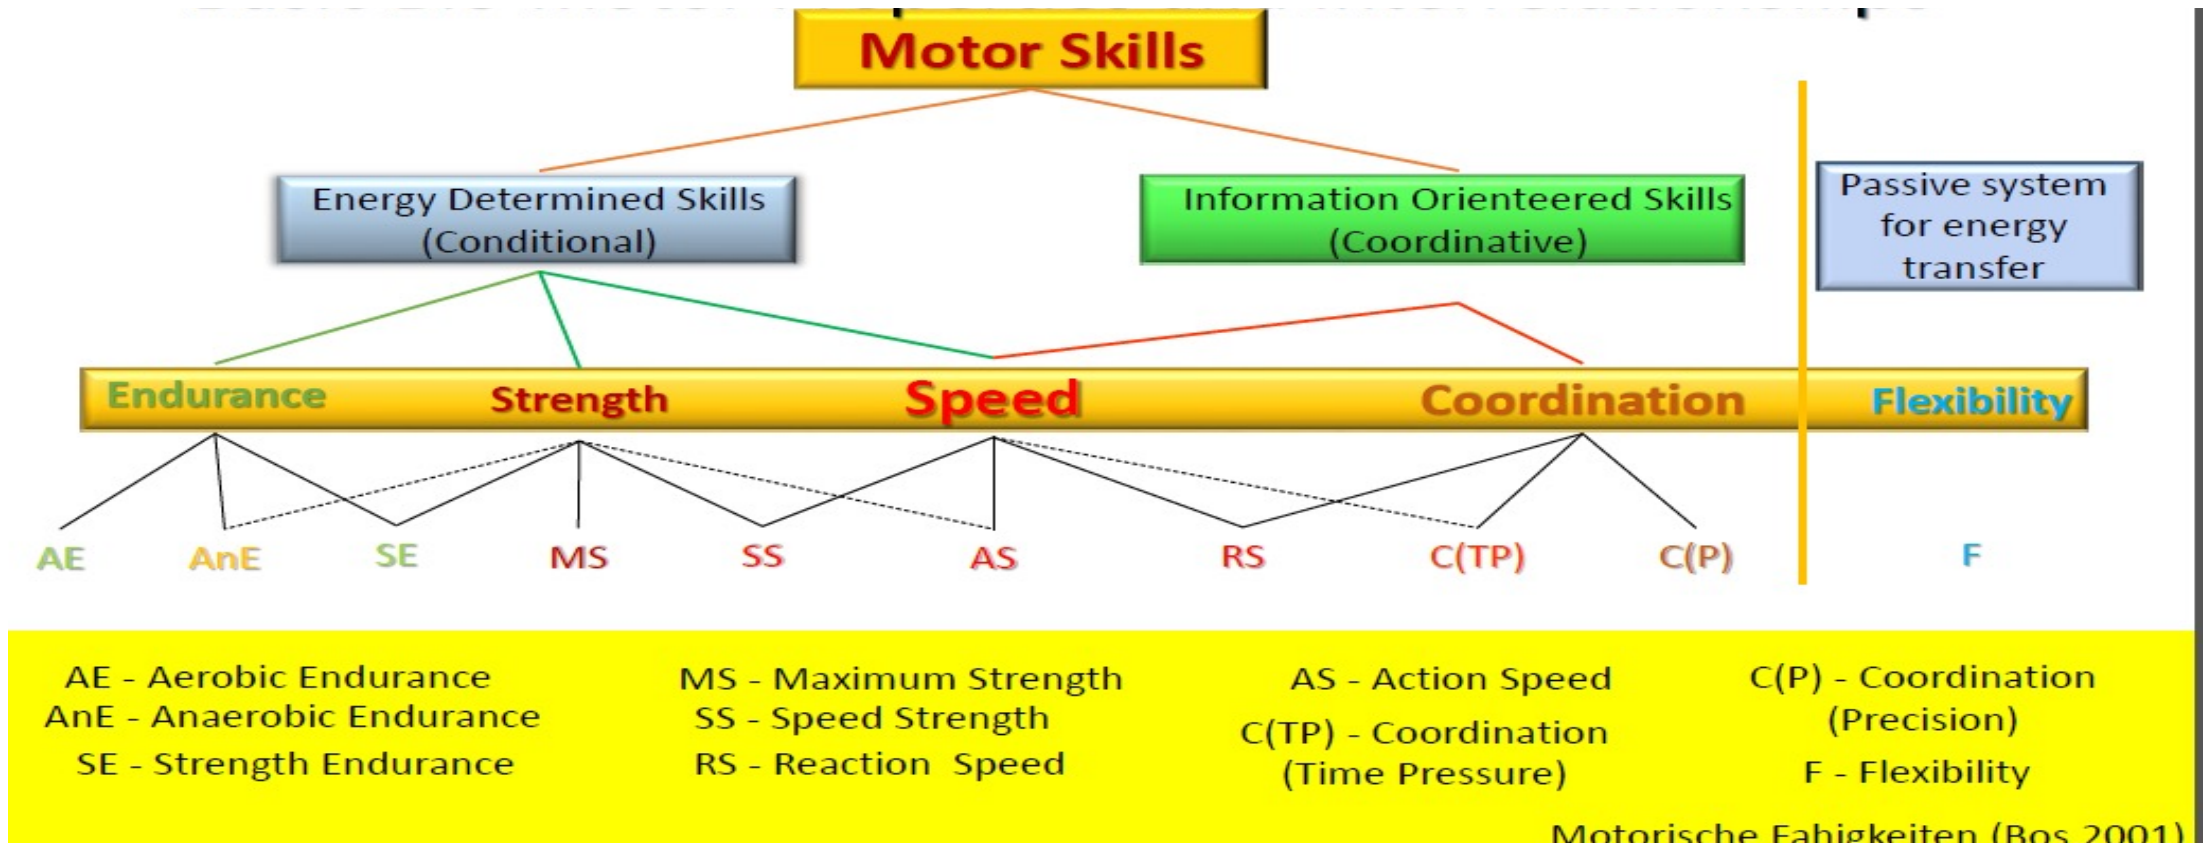 Motor Skills
Energy Determined Skills
(Conditional)
Information Orienteered Skills
(Coordinative)
Passive system
for energy
transfer
Endurance Strength Speed Coordination Flexibility
AE AnE SE MS SS AS RS C(TP) C(P) F
AE - Aerobic Endurance
AnE - Anaerobic Endurance
SE - Strength Endurance
MS - Maximum Strength
SS - Speed Strength
RS - Reaction Speed
AS - Action Speed
C(TP) - Coordination
(Time Pressure)
C(P) - Coordination
(Precision)
F - Flexibility
Motorische Fahigkeiten (Bos 2001)